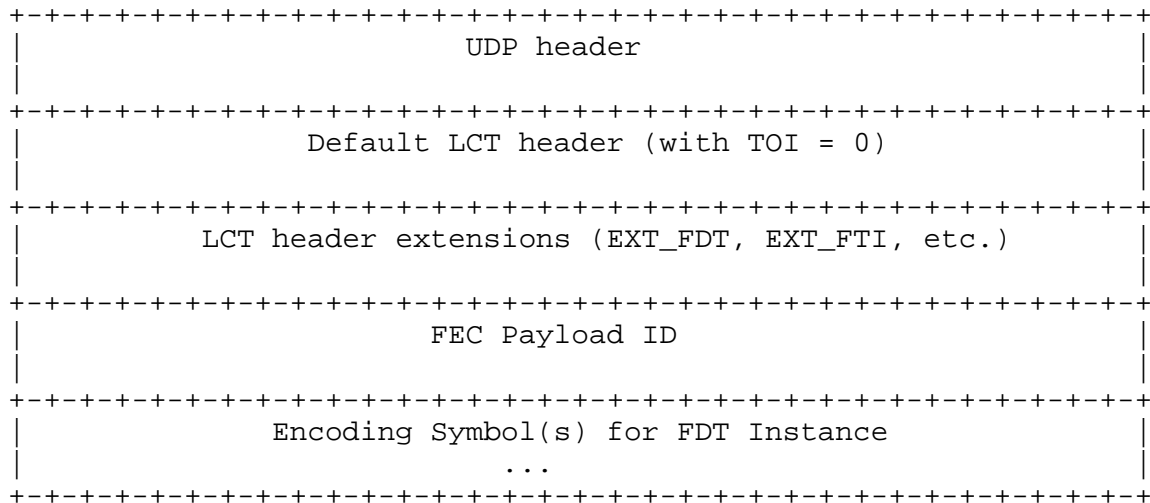 +-+-+-+-+-+-+-+-+-+-+-+-+-+-+-+-+-+-+-+-+-+-+-+-+-+-+-+-+-+-+-+-+
|                         UDP header                            |
|                                                               |
+-+-+-+-+-+-+-+-+-+-+-+-+-+-+-+-+-+-+-+-+-+-+-+-+-+-+-+-+-+-+-+-+
|                Default LCT header (with TOI = 0)              |
|                                                               |
+-+-+-+-+-+-+-+-+-+-+-+-+-+-+-+-+-+-+-+-+-+-+-+-+-+-+-+-+-+-+-+-+
|          LCT header extensions (EXT_FDT, EXT_FTI, etc.)       |
|                                                               |
+-+-+-+-+-+-+-+-+-+-+-+-+-+-+-+-+-+-+-+-+-+-+-+-+-+-+-+-+-+-+-+-+
|                       FEC Payload ID                          |
|                                                               |
+-+-+-+-+-+-+-+-+-+-+-+-+-+-+-+-+-+-+-+-+-+-+-+-+-+-+-+-+-+-+-+-+
|              Encoding Symbol(s) for FDT Instance              |
|                           ...                                 |
+-+-+-+-+-+-+-+-+-+-+-+-+-+-+-+-+-+-+-+-+-+-+-+-+-+-+-+-+-+-+-+-+